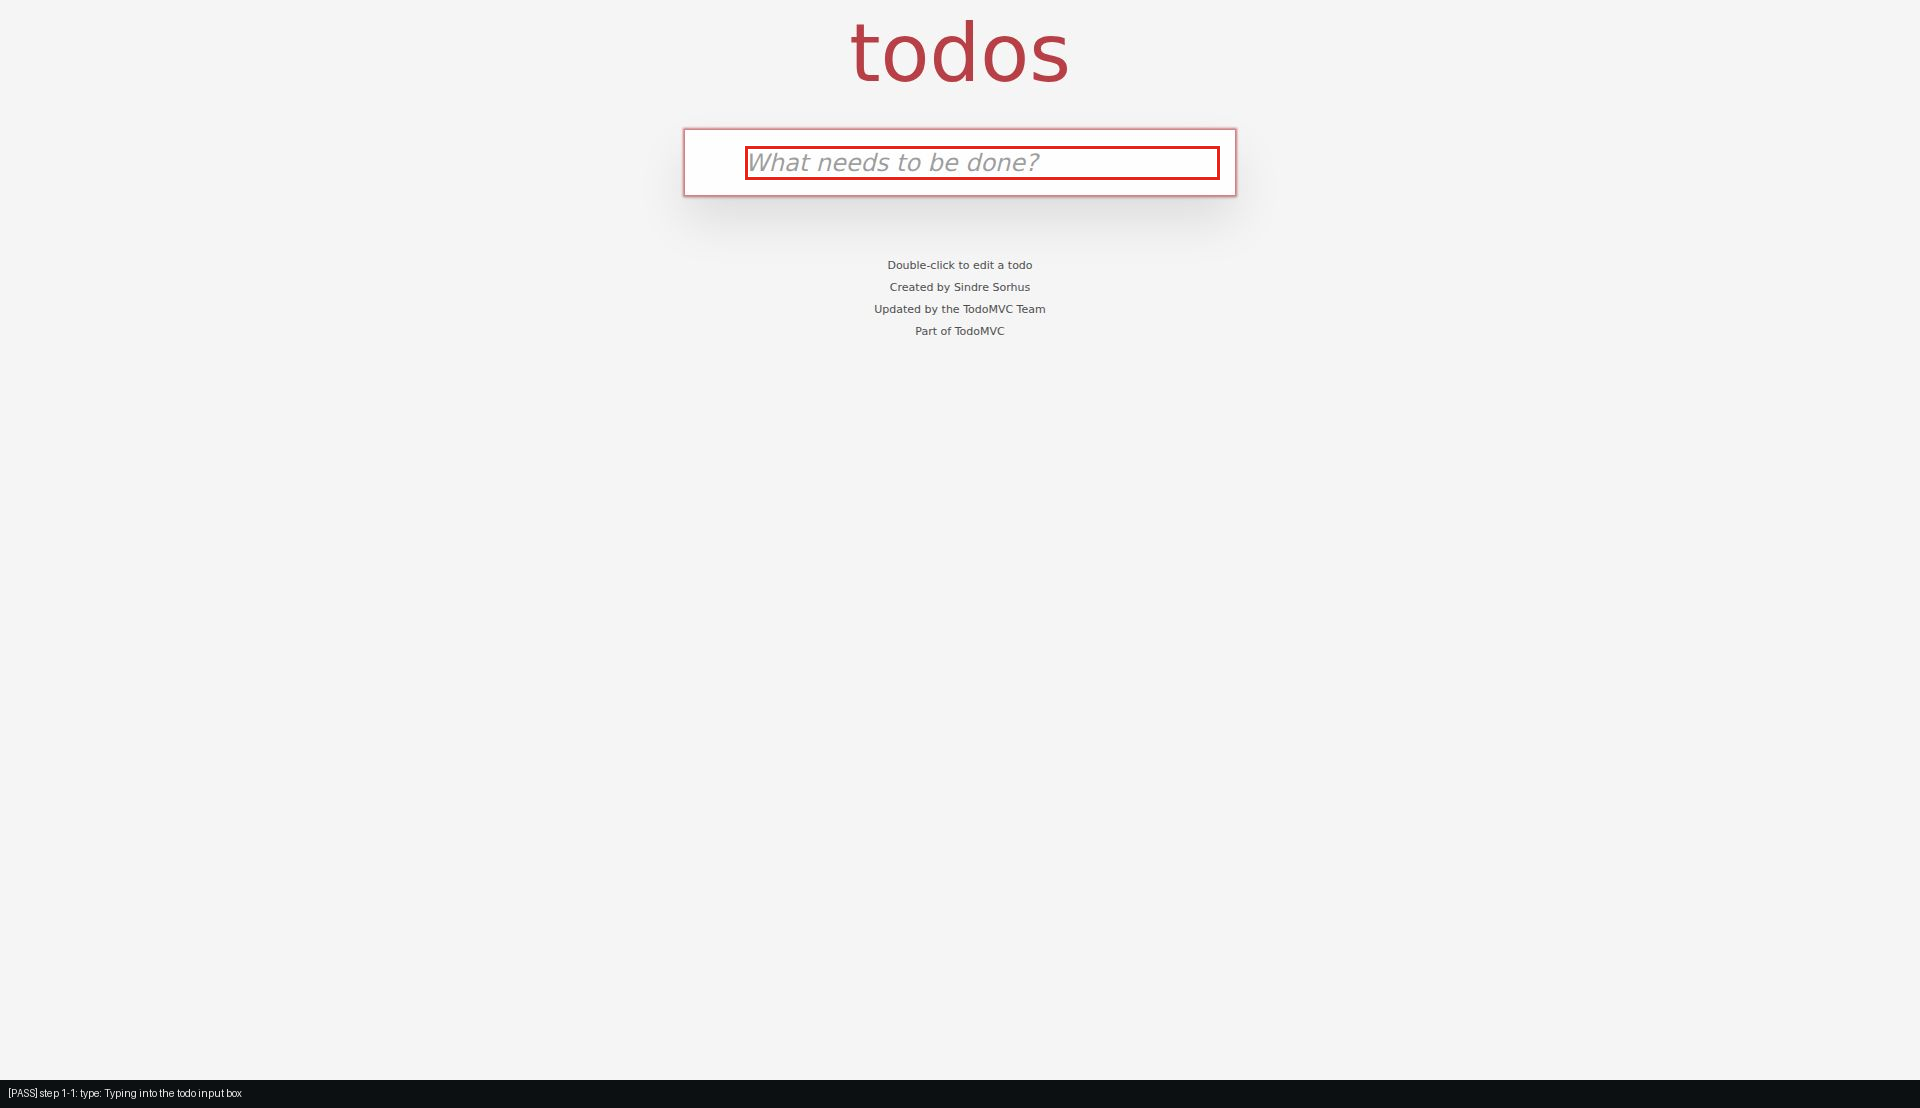 todos
What needs to be done?
Double-click to edit a todo
Created by Sindre Sorhus
Updated by the TodoMVC Team
Part of TodoMVC
[PASS] step 1-1: type: Typing into the todo input box